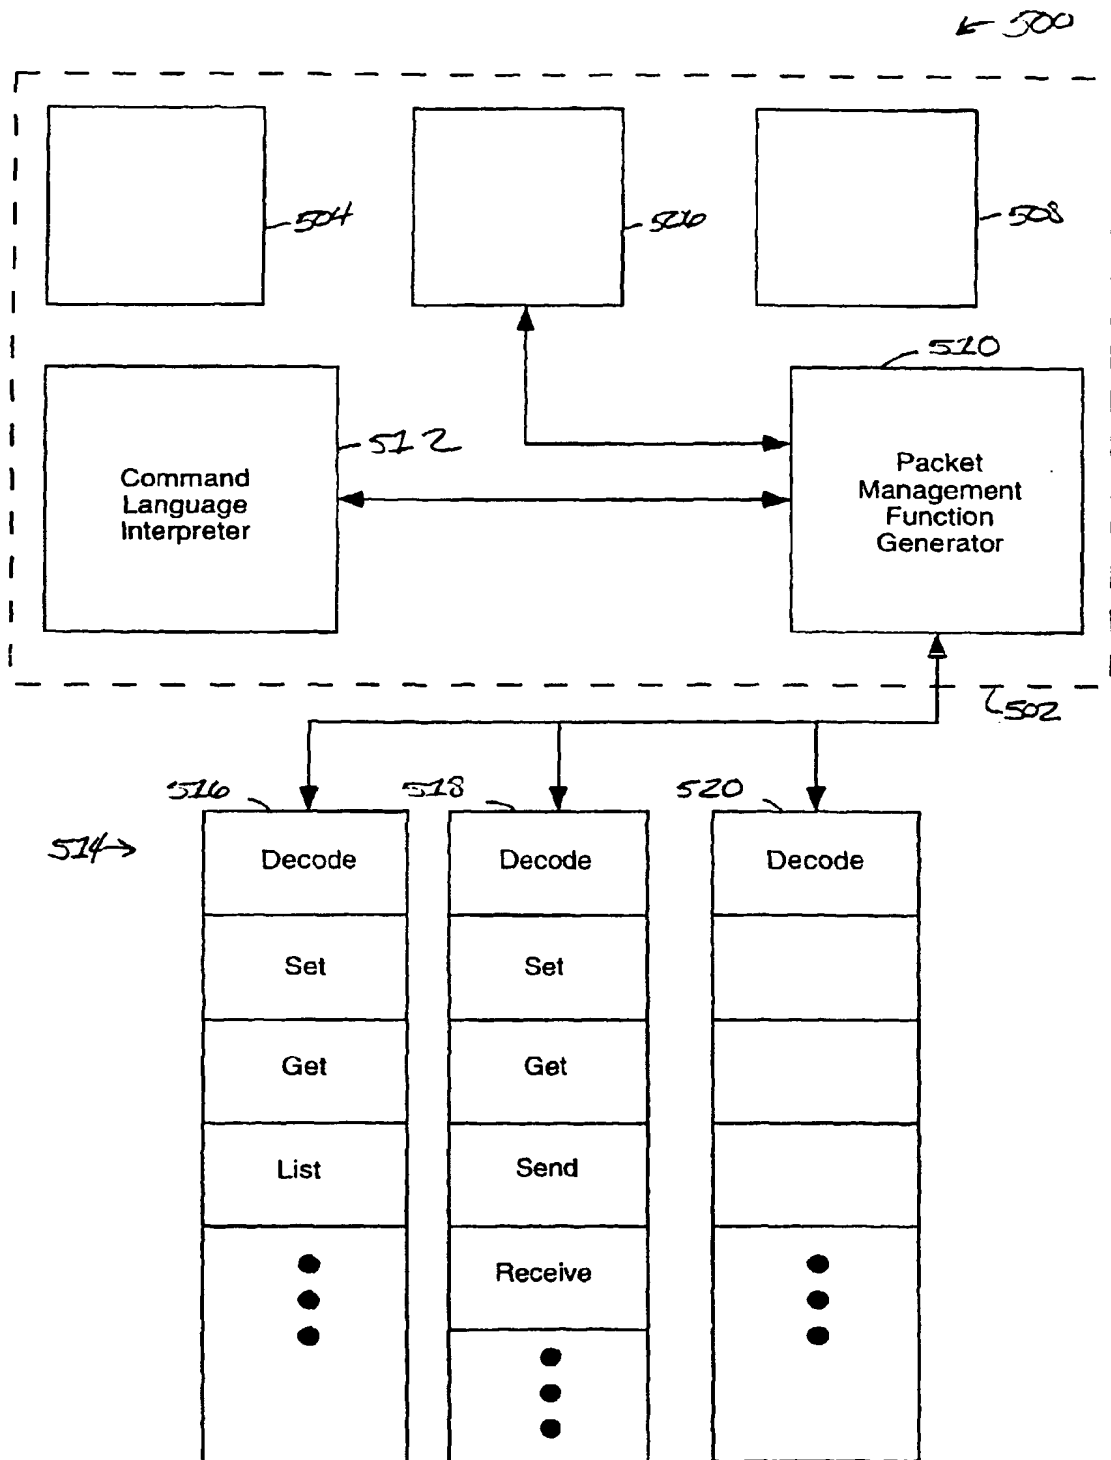 500
504
506
508
510
512
Command
Language
Interpreter
Packet
Management
Function
Generator
502
514
516
518
520
Decode
Set
Get
List
Decode
Set
Get
Send
Receive
Decode